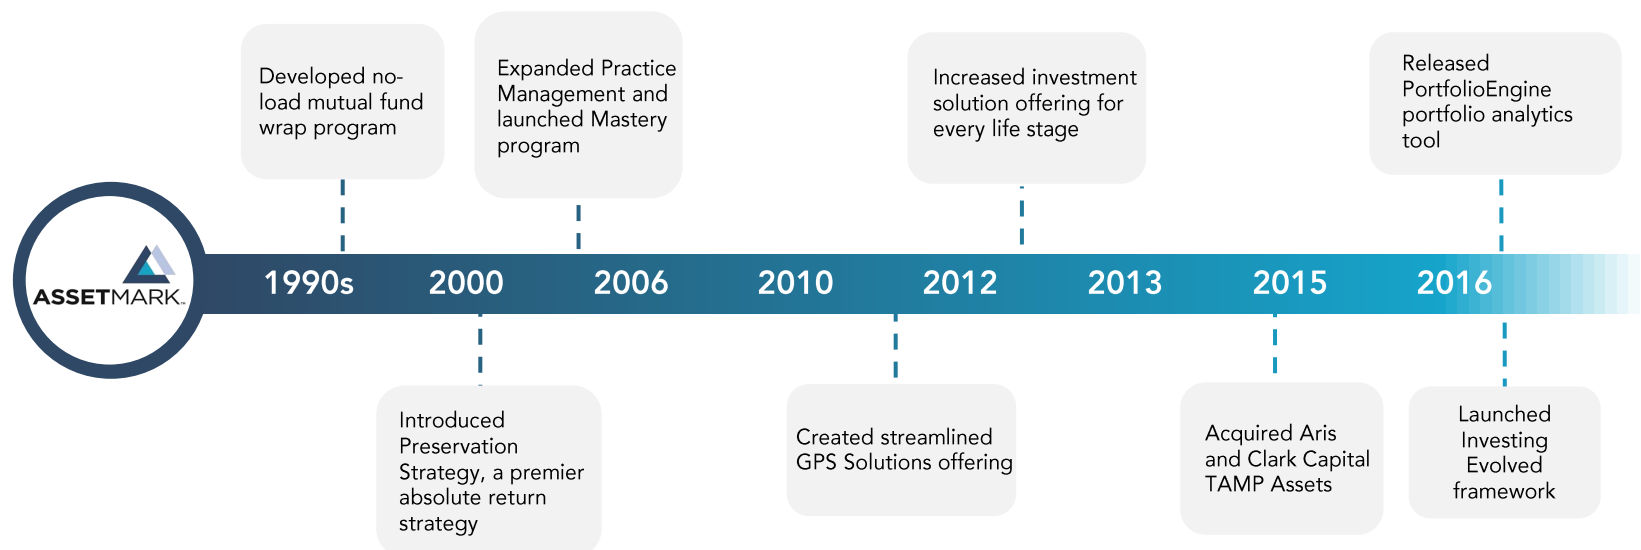 Developed no-
load mutual fund
wrap program
Expanded Practice
Management and
launched Mastery
program
Increased investment
solution offering for
every life stage
Released
PortfolioEngine
portfolio analytics
tool
ASSETMARK™
1990s 2000 2006 2010 2012 2013 2015 2016
Introduced
Preservation
Strategy, a premier
absolute return
strategy
Created streamlined
GPS Solutions offering
Acquired Aris
and Clark Capital
TAMP Assets
Launched
Investing
Evolved
framework